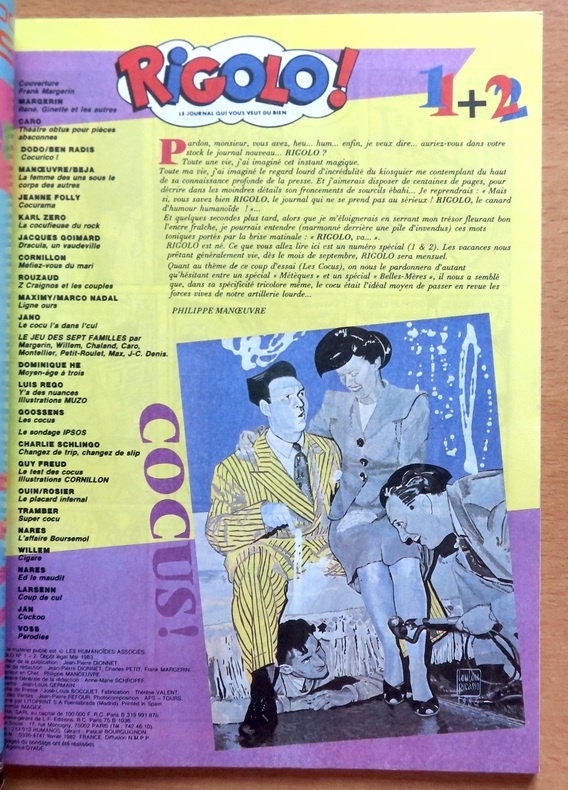 RIGOLO!
LE JOURNAL QUI VOUS VEUT DU BIEN
1+2
Couverture
Frank Margerin
MARGERIN
René, Ginette et les autres
CARO
Théâtre obtus pour pièces
absconnes
DODO/BEN RADIS
Cocurico !
MANŒUVRE/BEJA
La femme des uns sous le
corps des autres
JEANNE FOLLY
Cocurama
KARL ZERO
La cocufieuse du rock
JACQUES GOIMARD
Dracula, un vaudeville
CORNILLON
Méfiez-vous du mari
ROUZAUD
Z Craignos et les couples
MAXIMY/MARCO NADAL
Ligne ours
JANO
Le cocu l'a dans l'cul
LE JEU DES SEPT FAMILLES par
Margerin, Willem, Chaland, Caro,
Montellier, Petit-Roulet, Max, J-C. Denis.
DOMINIQUE HE
Moyen-âge à trois
LUIS REGO
Y'a des nuances
Illustrations MUZO
GOOSSENS
Les cocus
Le sondage IPSOS
CHARLIE SCHLINGO
Changez de trip, changez de slip
GUY FREUD
Le test des cocus
Illustrations CORNILLON
OUIN/ROSIER
Le placard infernal
TRAMBER
Super cocu
NARES
L'affaire Boursemol
WILLEM
Cigare
NARES
Ed le maudit
LARSENN
Coup de cul
JAN
Cuckoo
VOSS
Parodies
Pardon, monsieur, vous avez, heu... hum... enfin, je veux dire... auriez-vous dans votre
stock le journal nouveau... RIGOLO ?
Toute une vie, j'ai imaginé cet instant magique.
Toute ma vie, j'ai imaginé le regard lourd d'incrédulité du kiosquier me contemplant du haut
de sa connaissance profonde de la presse. Et j'aimerais disposer de centaines de pages, pour
décrire dans les moindres détails son froncements de sourcils ébahi... Je reprendrais : « Mais
si, vous savez bien RIGOLO, le journal qui ne se prend pas au sérieux ! RIGOLO, le canard
d'humour humanoïde ! »...
Et quelques secondes plus tard, alors que je m'éloignerais en serrant mon trésor fleurant bon
l'encre fraîche, je pourrais entendre (marmonné derrière une pile d'invendus) ces mots
toniques portés par la brise matinale : « RIGOLO, va... ».
RIGOLO est né. Ce que vous allez lire ici est un numéro spécial (1 & 2). Les vacances nous
prêtant généralement vie, dès le mois de septembre, RIGOLO sera mensuel.
Quant au thème de ce coup d'essai (Les Cocus), on nous le pardonnera d'autant
qu'hésitant entre un spécial « Métèques » et un spécial « Belles-Mères », il nous a semblé
que, dans sa spécificité tricolore même, le cocu était l'idéal moyen de passer en revue les
forces vives de notre artillerie lourde...
PHILIPPE MANŒUVRE
COCUS!